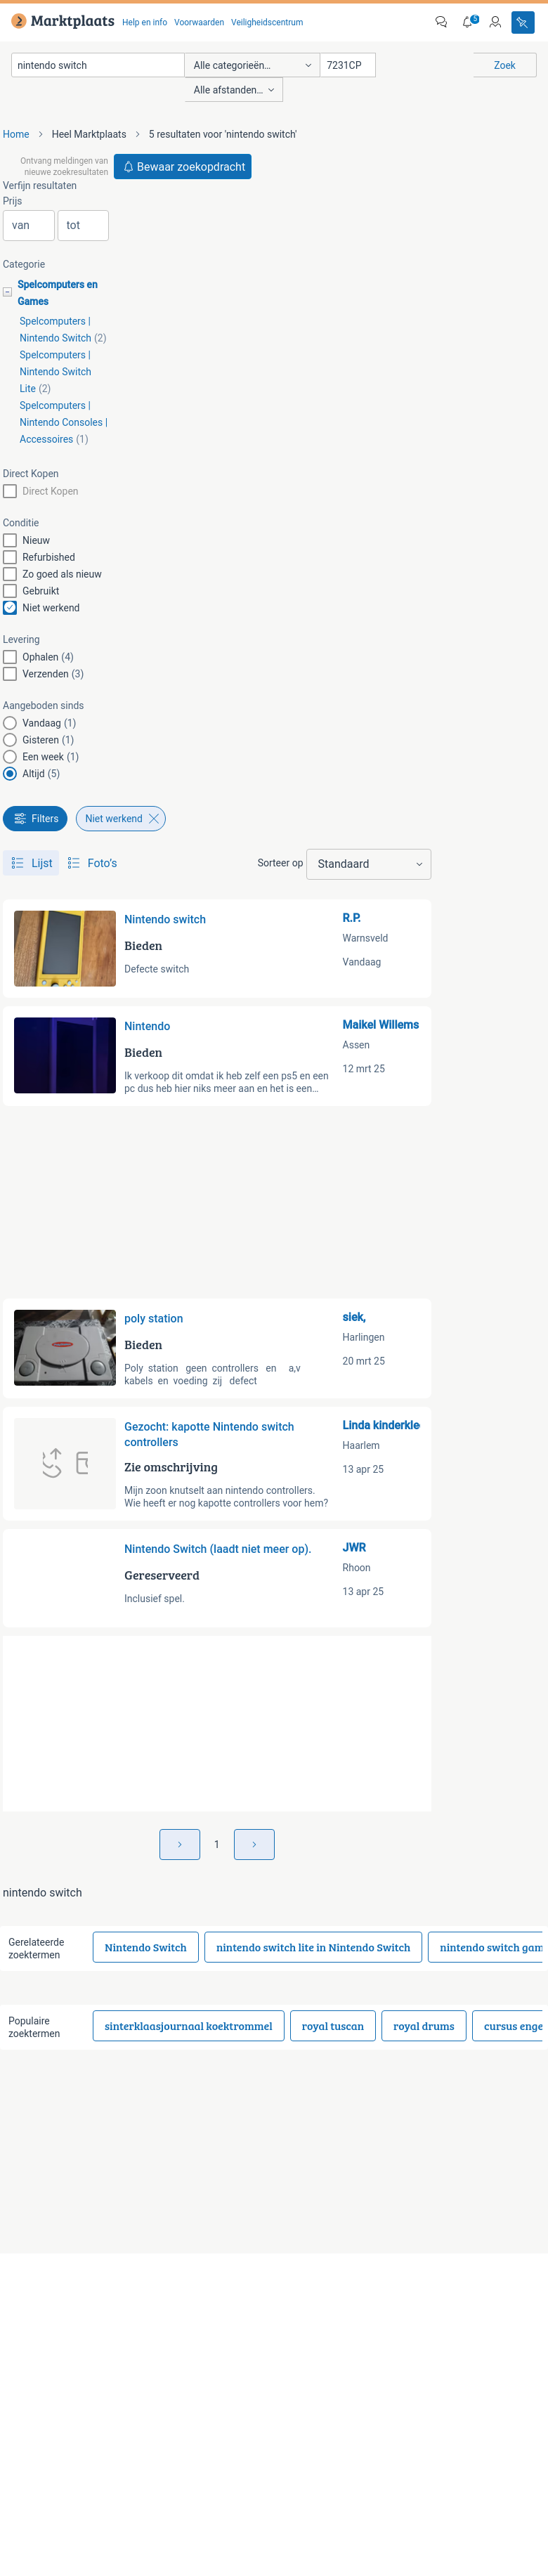 Marktplaats
Help en info
Voorwaarden
Veiligheidscentrum
5
nintendo switch
Alle categorieën…
7231CP
Zoek
Alle afstanden…
Home
Heel Marktplaats
5 resultaten voor 'nintendo switch'
Ontvang meldingen van
nieuwe zoekresultaten
Bewaar zoekopdracht
Verfijn resultaten
Prijs
van
tot
Categorie
Spelcomputers en
Games
Spelcomputers |
Nintendo Switch (2)
Spelcomputers |
Nintendo Switch
Lite (2)
Spelcomputers |
Nintendo Consoles |
Accessoires (1)
Direct Kopen
Direct Kopen
Conditie
Nieuw
Refurbished
Zo goed als nieuw
Gebruikt
Niet werkend
Levering
Ophalen (4)
Verzenden (3)
Aangeboden sinds
Vandaag (1)
Gisteren (1)
Een week (1)
Altijd (5)
Filters
Niet werkend
Lijst
Foto's
Sorteer op
Standaard
Nintendo switch
Bieden
Defecte switch
R.P.
Warnsveld
Vandaag
Nintendo
Bieden
Ik verkoop dit omdat ik heb zelf een ps5 en een
pc dus heb hier niks meer aan en het is een…
Maikel Willems
Assen
12 mrt 25
poly station
Bieden
Poly station geen controllers en a,v
kabels en voeding zij defect
siek,
Harlingen
20 mrt 25
Gezocht: kapotte Nintendo switch
controllers
Zie omschrijving
Mijn zoon knutselt aan nintendo controllers.
Wie heeft er nog kapotte controllers voor hem?
Linda kinderkle
Haarlem
13 apr 25
Nintendo Switch (laadt niet meer op).
Gereserveerd
Inclusief spel.
JWR
Rhoon
13 apr 25
1
nintendo switch
Gerelateerde
zoektermen
Nintendo Switch
nintendo switch lite in Nintendo Switch
nintendo switch gam
Populaire
zoektermen
sinterklaasjournaal koektrommel
royal tuscan
royal drums
cursus enge